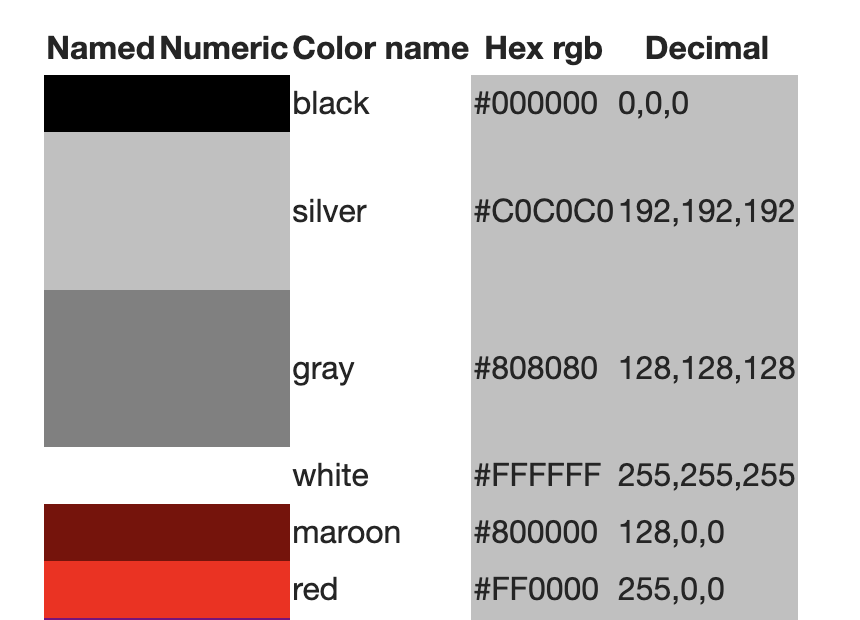 Named Numeric Color name Hex rgb Decimal
black #000000 0,0,0
silver #C0C0C0 192,192,192
gray #808080 128,128,128
white #FFFFFF 255,255,255
maroon #800000 128,0,0
red #FF0000 255,0,0